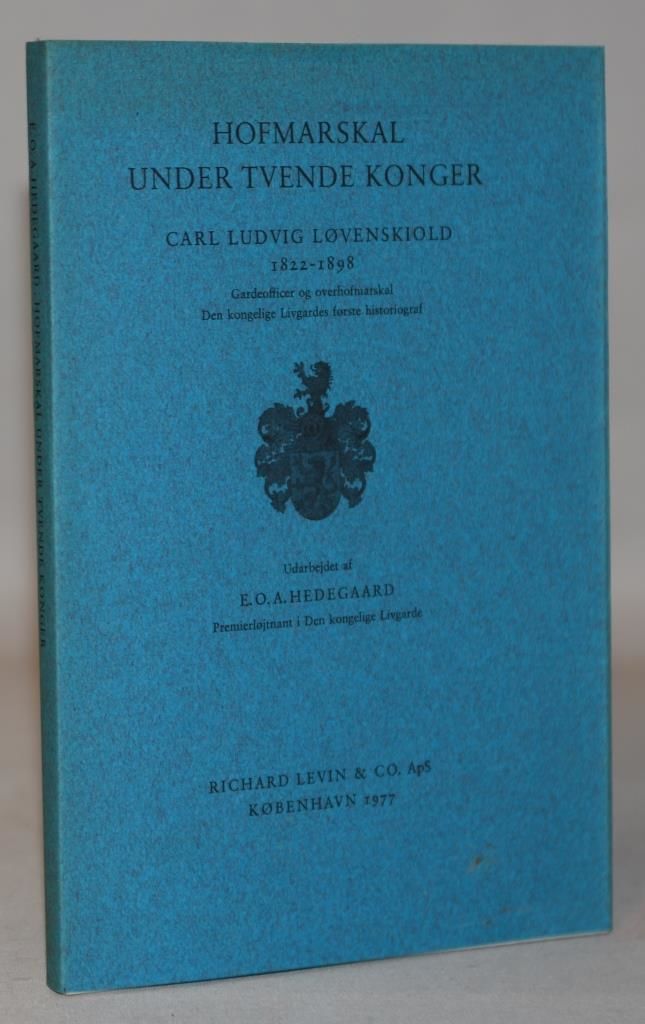 HOFMARSKAL
UNDER TVENDE KONGER
CARL LUDVIG LØVENSKIOLD
1822-1898
Gardeofficer og overhofmarskal
Den kongelige Livgardes første historiograf
Udarbejdet af
E.O.A.HEDEGAARD
Premierløjtnant i Den kongelige Livgarde
RICHARD LEVIN & CO. ApS
KØBENHAVN 1977
E.O.A.HEDEGAARD: HOFMARSKAL UNDER TVENDE KONGER